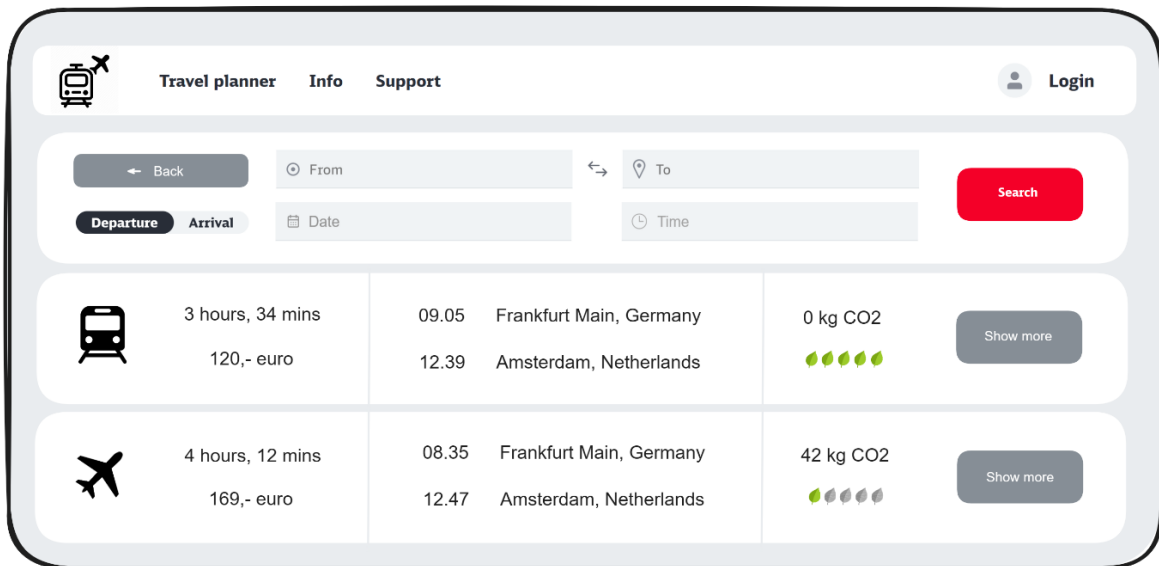 Travel planner Info Support Login
Back From To
Search
Departure Arrival Date Time
3 hours, 34 mins 09.05 Frankfurt Main, Germany 0 kg CO2
Show more
120,- euro 12.39 Amsterdam, Netherlands
4 hours, 12 mins 08.35 Frankfurt Main, Germany 42 kg CO2
Show more
169,- euro 12.47 Amsterdam, Netherlands